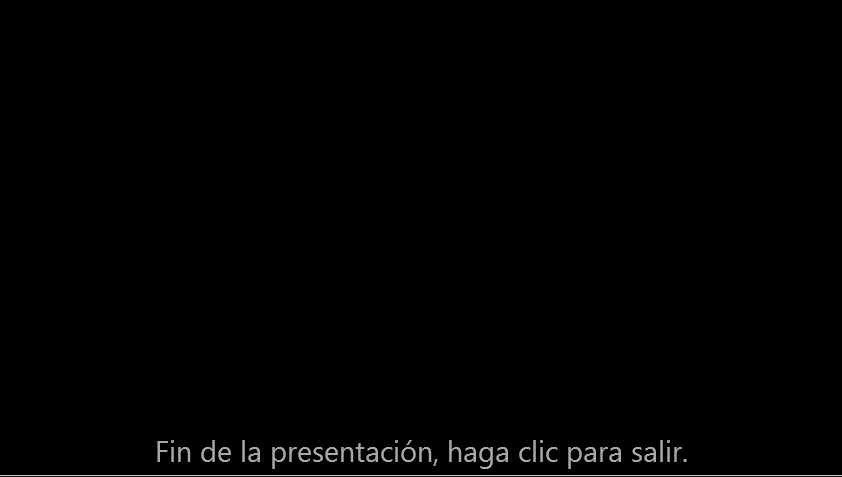 Fin de la presentación, haga clic para salir.